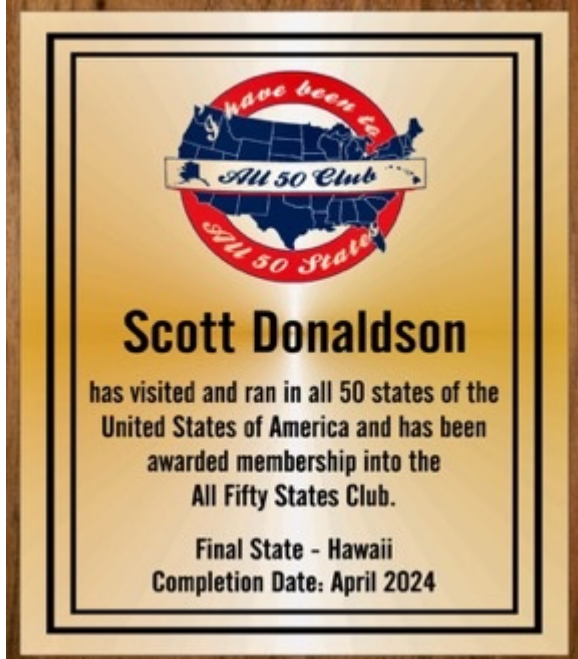 I have been to
All 50 Club
All 50 States
Scott Donaldson
has visited and ran in all 50 states of the
United States of America and has been
awarded membership into the
All Fifty States Club.
Final State - Hawaii
Completion Date: April 2024